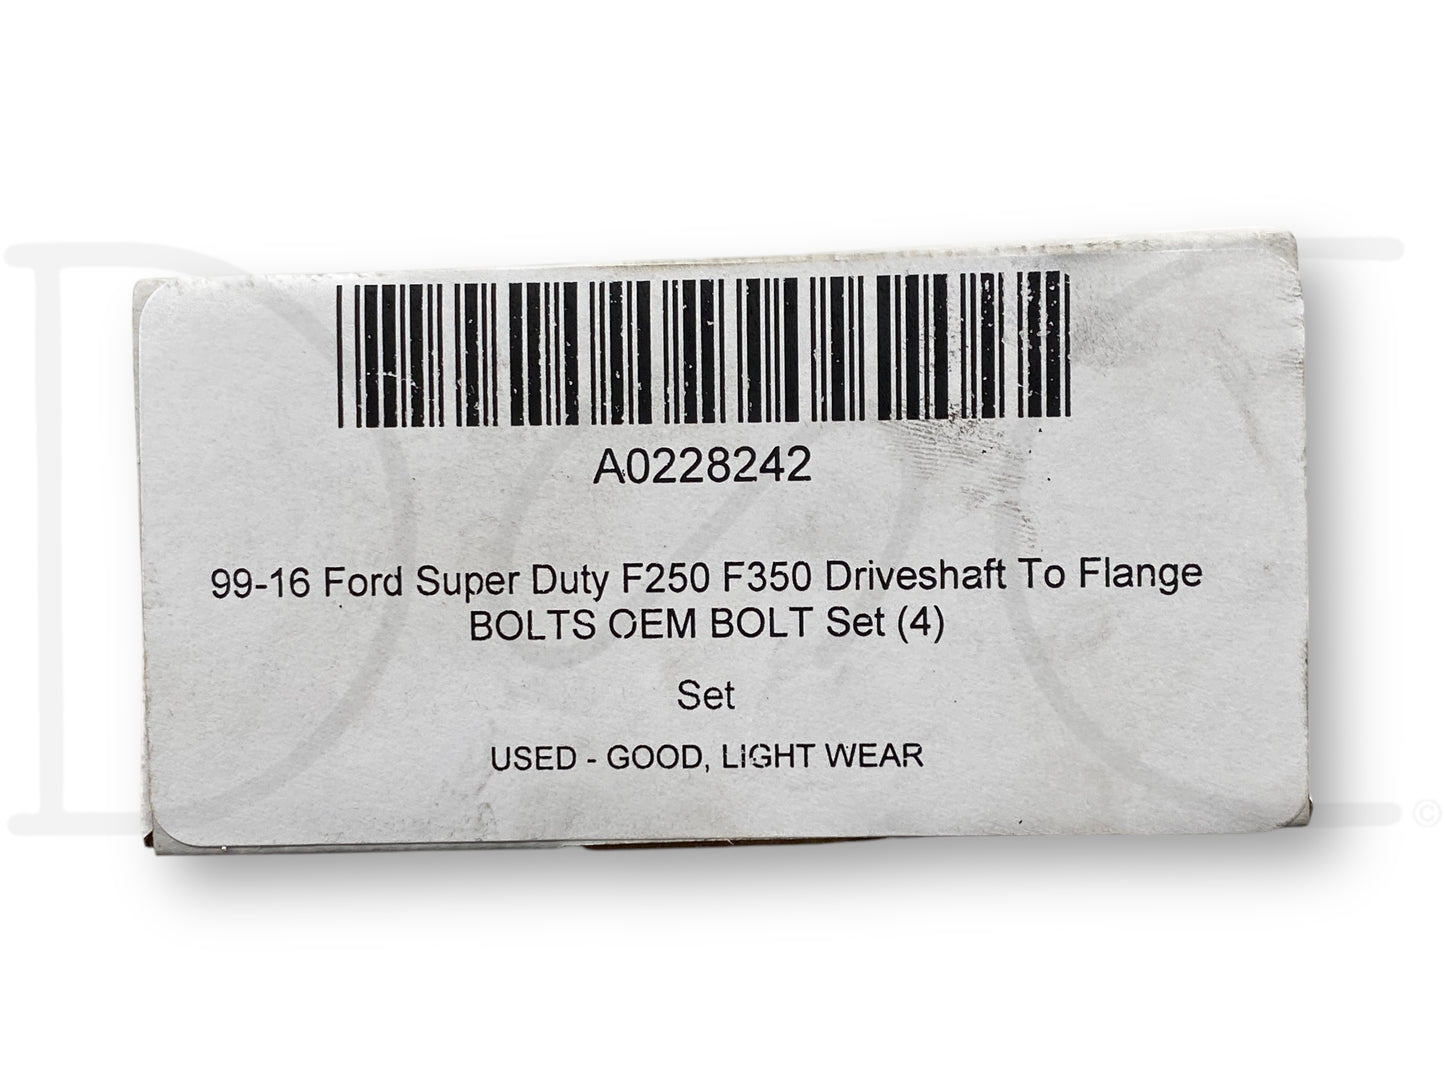 A0228242
99-16 Ford Super Duty F250 F350 Driveshaft To Flange
BOLTS OEM BOLT Set (4)
Set
USED - GOOD, LIGHT WEAR
©